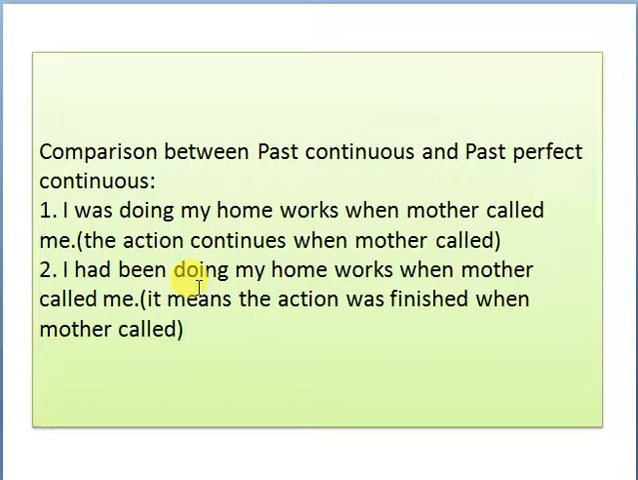 Comparison between Past continuous and Past perfect
continuous:
1. I was doing my home works when mother called
me.(the action continues when mother called)
2. I had been doing my home works when mother
called me.(it means the action was finished when
mother called)